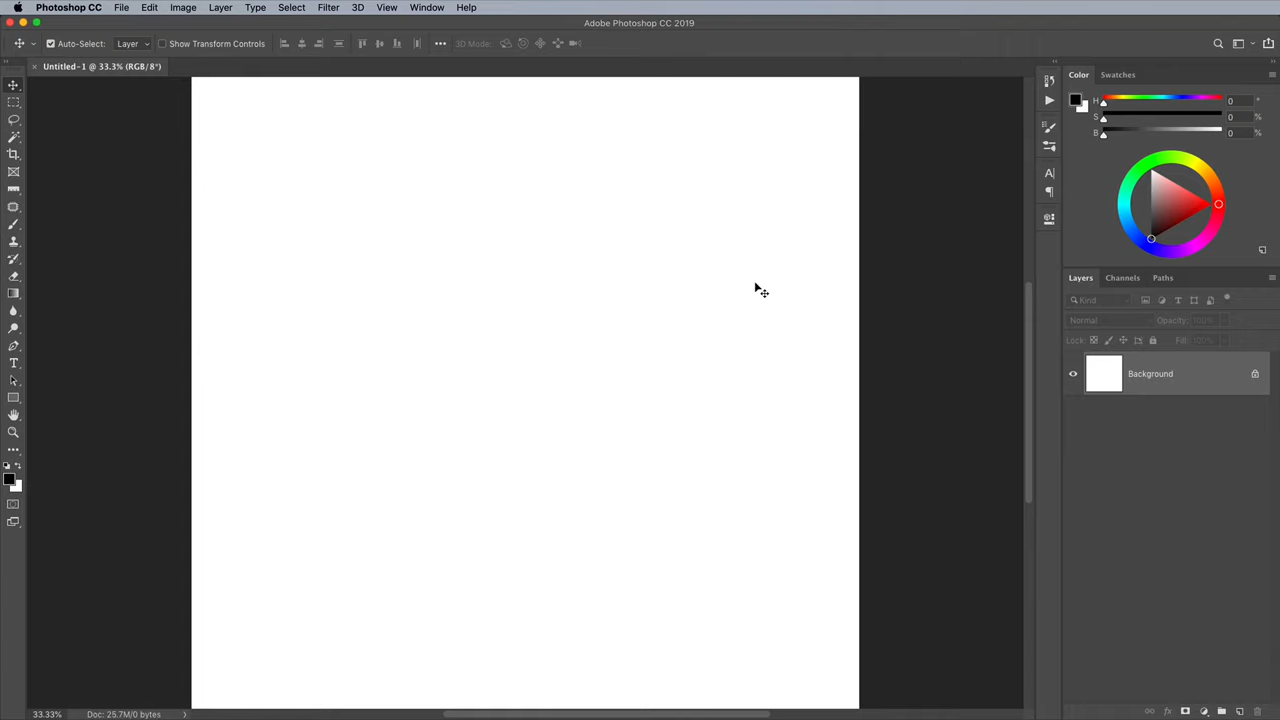 Photoshop CC File Edit Image Layer Type Select Filter 3D View Window Help
Adobe Photoshop CC 2019
Auto-Select: Layer Show Transform Controls 3D Mode:
× Untitled-1 @ 33.3% (RGB/8*)
Color Swatches
H 0 °
S 0 %
B 0 %
Layers Channels Paths
Kind
Normal Opacity: 100%
Lock: Fill: 100%
Background
33.33% Doc: 25.7M/0 bytes